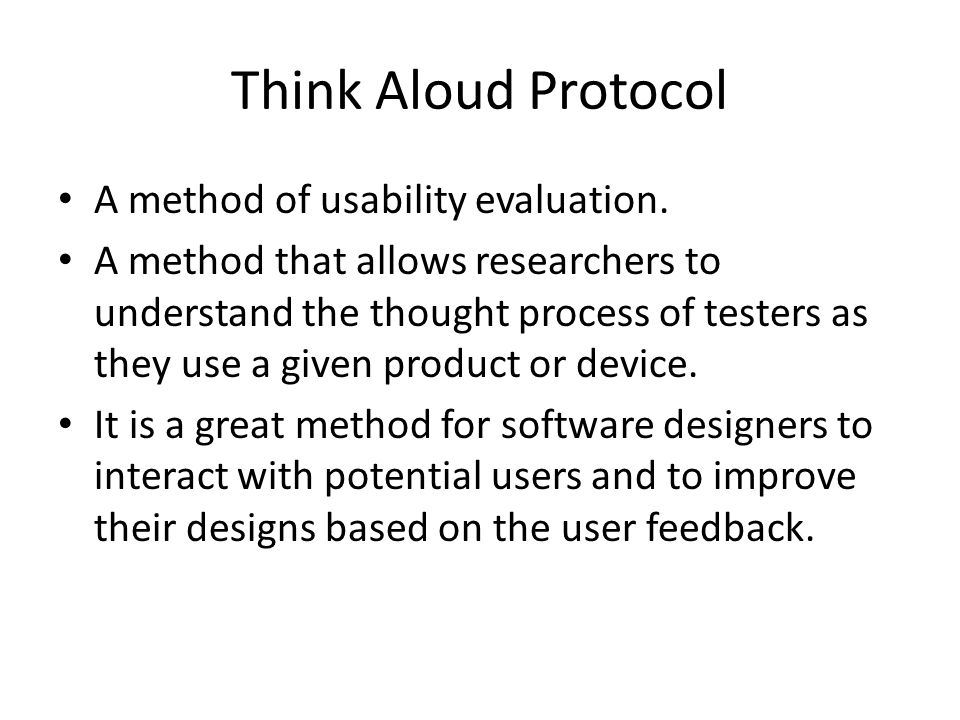 Think Aloud Protocol
• A method of usability evaluation.
• A method that allows researchers to
understand the thought process of testers as
they use a given product or device.
• It is a great method for software designers to
interact with potential users and to improve
their designs based on the user feedback.